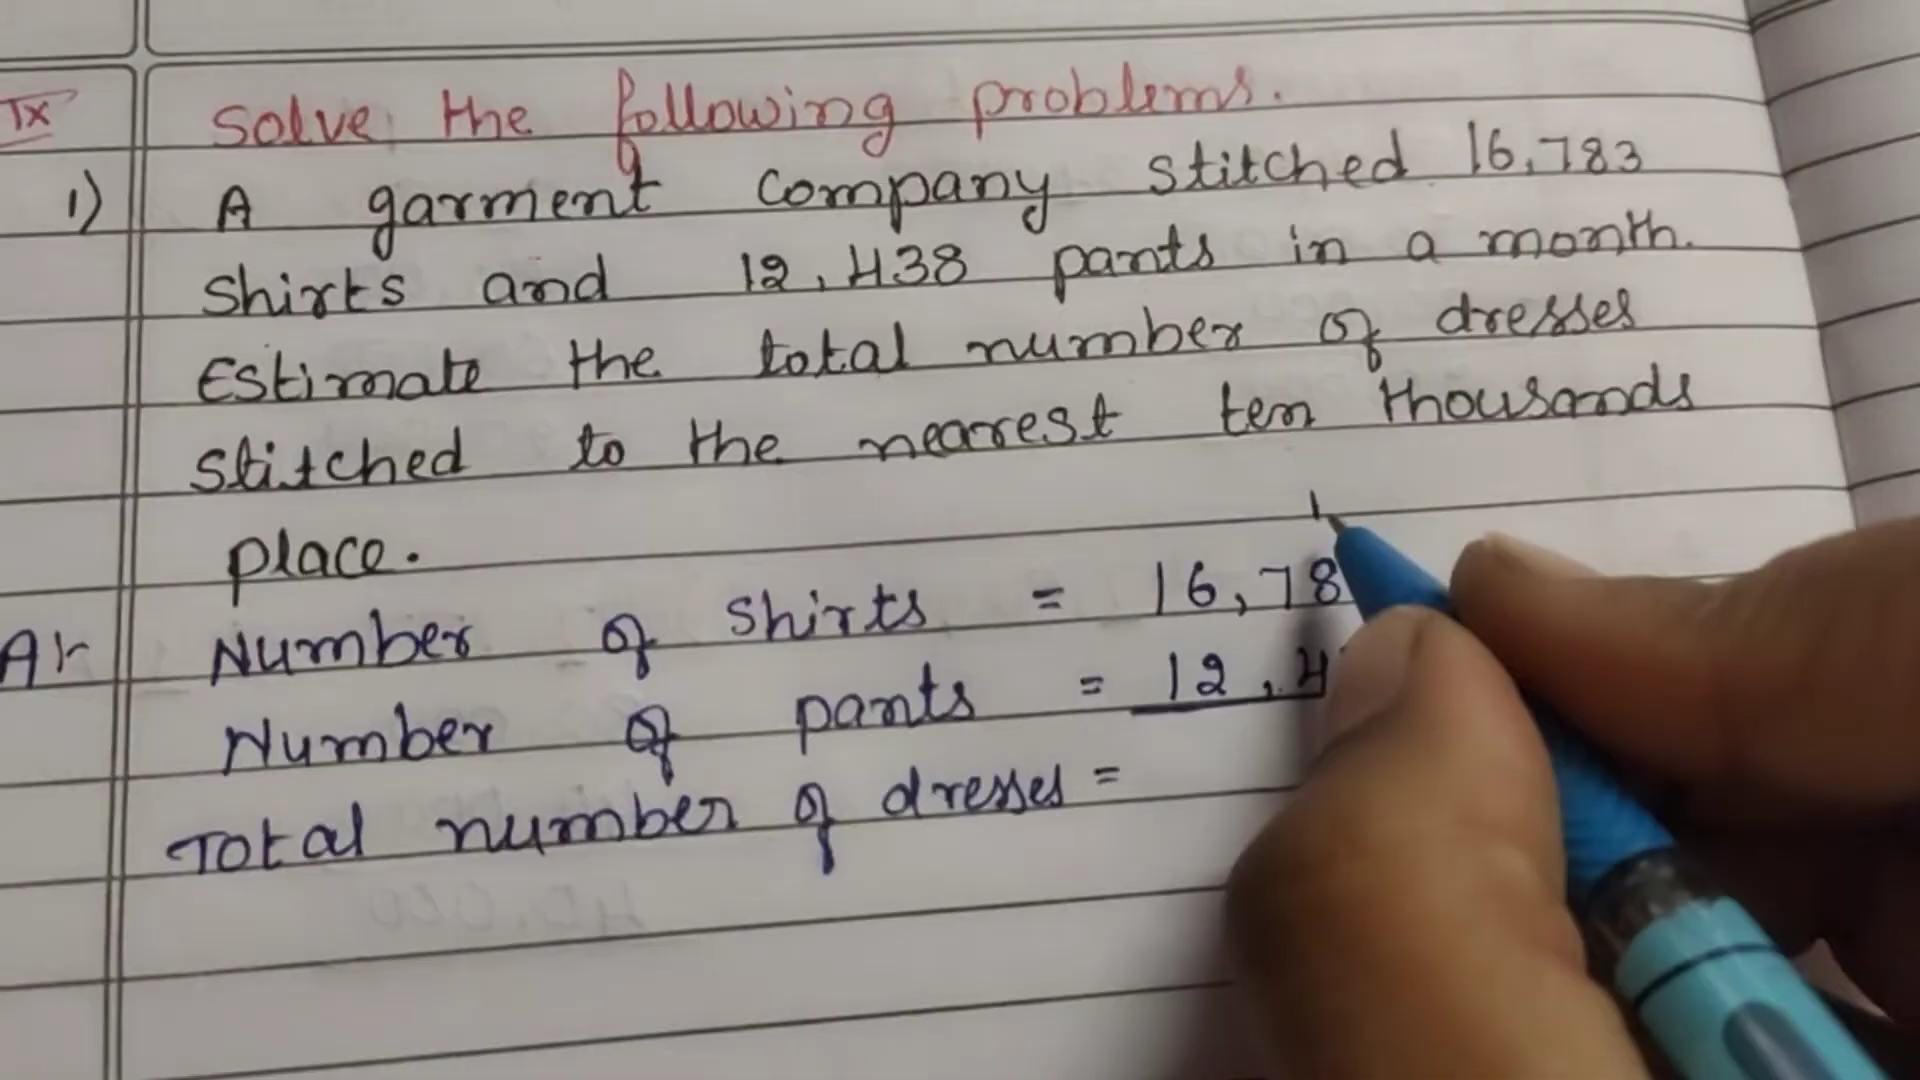 Tx Solve the following problems.
1) A garment company stitched 16,783
shirts and 12,438 pants in a month.
Estimate the total number of dresses
stitched to the nearest ten thousands
place.
1
A:- Number of shirts = 16,78
Number of pants = 12,4
Total number of dresses =